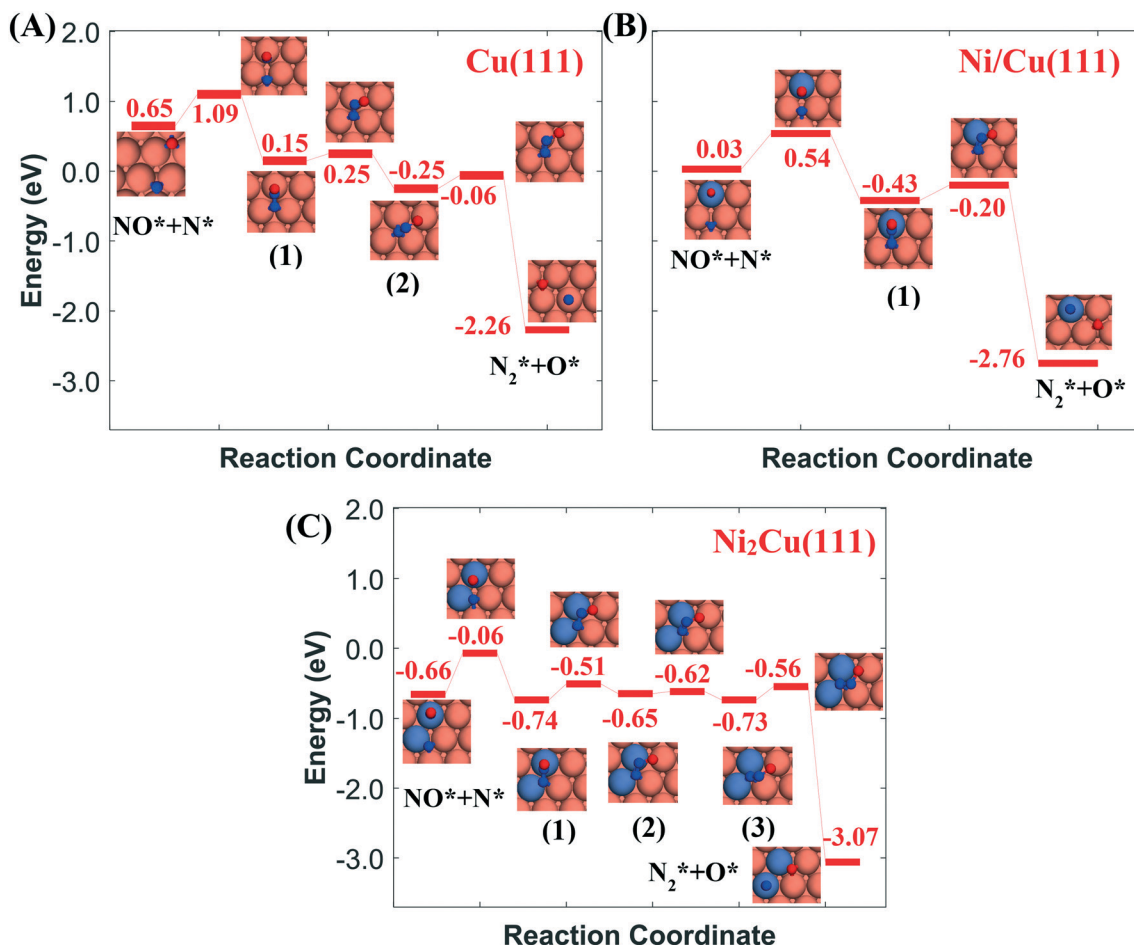 (A)
Cu(111)
2.0
1.0
0.0
-1.0
-2.0
-3.0
Energy (eV)
0.65
1.09
0.15
0.25
-0.25
-0.06
-2.26
NO*+N*
(1)
(2)
N2*+O*
Reaction Coordinate
(B)
Ni/Cu(111)
0.03
0.54
-0.43
-0.20
-2.76
NO*+N*
(1)
N2*+O*
Reaction Coordinate
(C)
Ni2Cu(111)
2.0
1.0
0.0
-1.0
-2.0
-3.0
Energy (eV)
-0.66
-0.06
-0.74
-0.51
-0.65
-0.62
-0.73
-0.56
-3.07
NO*+N*
(1)
(2)
(3)
N2*+O*
Reaction Coordinate